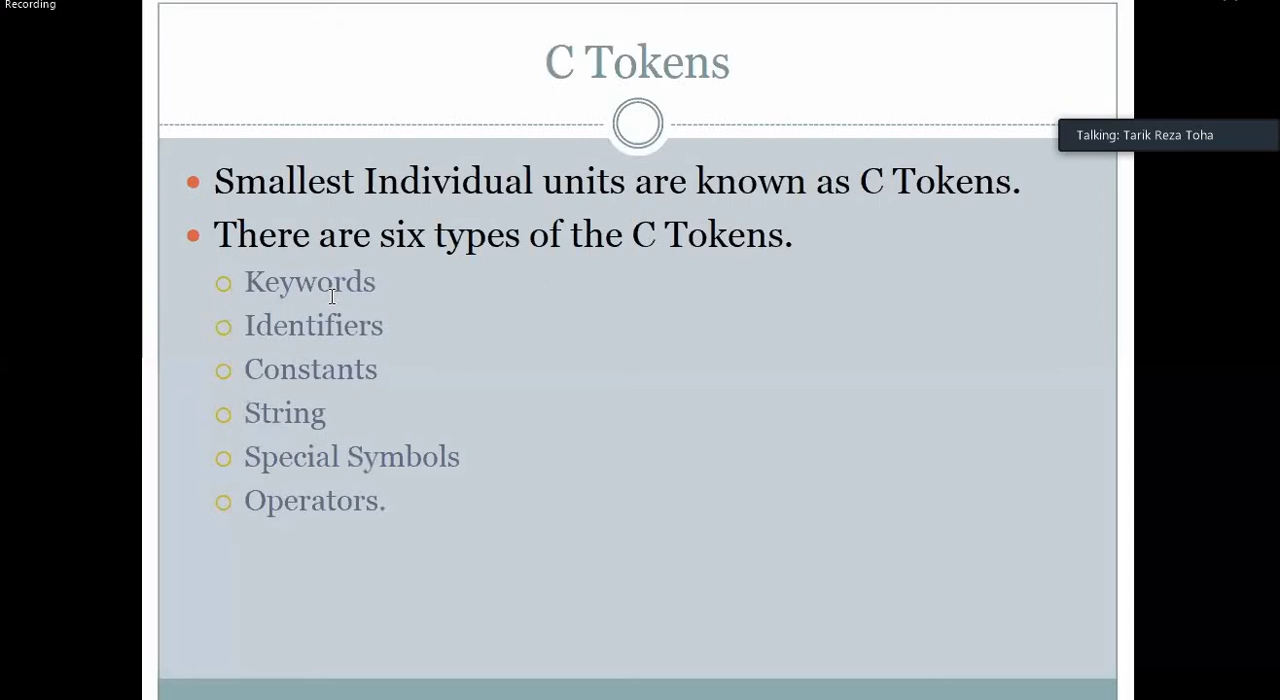 Recording
C Tokens
Talking: Tarik Reza Toha
Smallest Individual units are known as C Tokens.
There are six types of the C Tokens.
Keywords
Identifiers
Constants
String
Special Symbols
Operators.